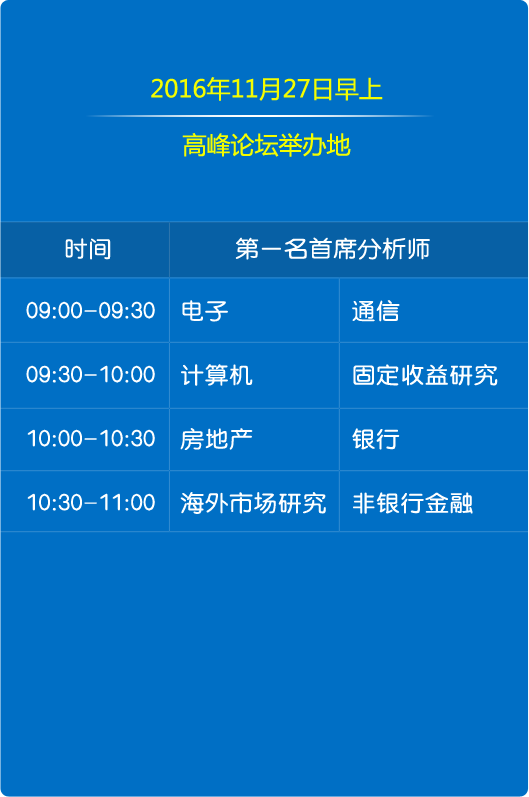 2016年11月27日早上
高峰论坛举办地
时间 第一名首席分析师
09:00-09:30 电子 通信
09:30-10:00 计算机 固定收益研究
10:00-10:30 房地产 银行
10:30-11:00 海外市场研究 非银行金融